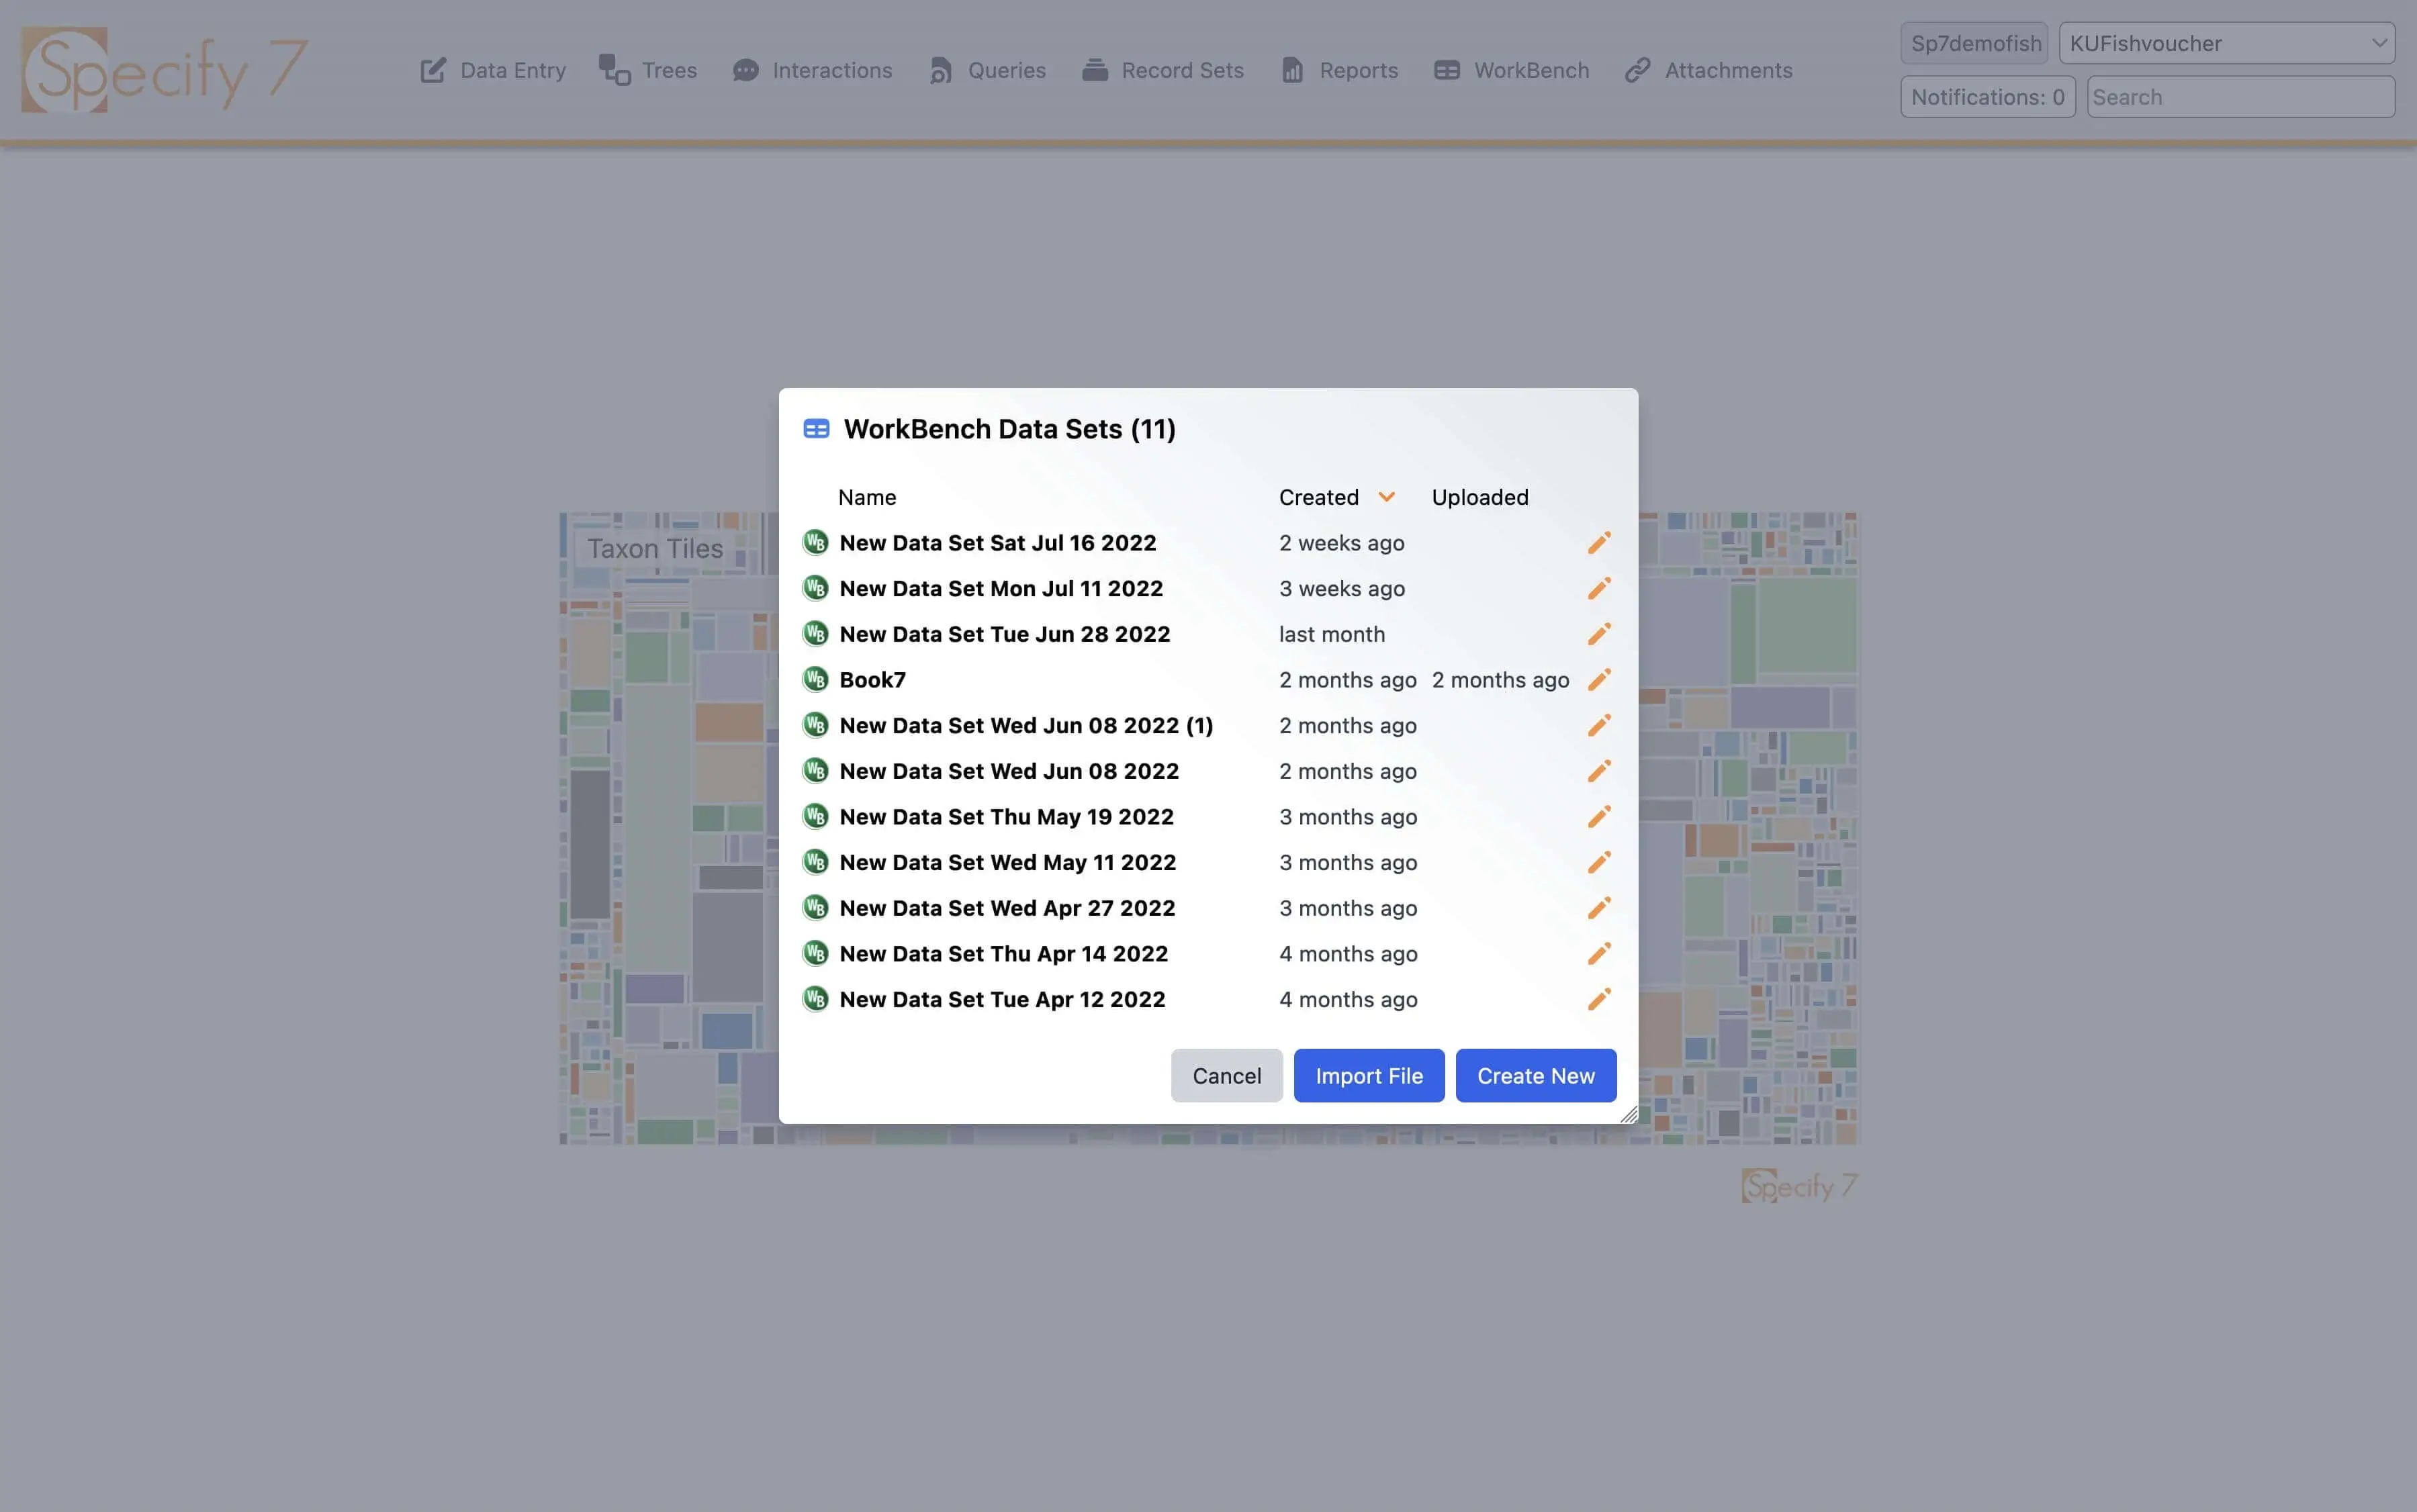 Specify 7
Data Entry
Trees
Interactions
Queries
Record Sets
Reports
WorkBench
Attachments
Sp7demofish
KUFishvoucher
Notifications: 0
Search
Taxon Tiles
WorkBench Data Sets (11)
Name Created Uploaded
New Data Set Sat Jul 16 2022 2 weeks ago
New Data Set Mon Jul 11 2022 3 weeks ago
New Data Set Tue Jun 28 2022 last month
Book7 2 months ago 2 months ago
New Data Set Wed Jun 08 2022 (1) 2 months ago
New Data Set Wed Jun 08 2022 2 months ago
New Data Set Thu May 19 2022 3 months ago
New Data Set Wed May 11 2022 3 months ago
New Data Set Wed Apr 27 2022 3 months ago
New Data Set Thu Apr 14 2022 4 months ago
New Data Set Tue Apr 12 2022 4 months ago
Cancel
Import File
Create New
Specify 7